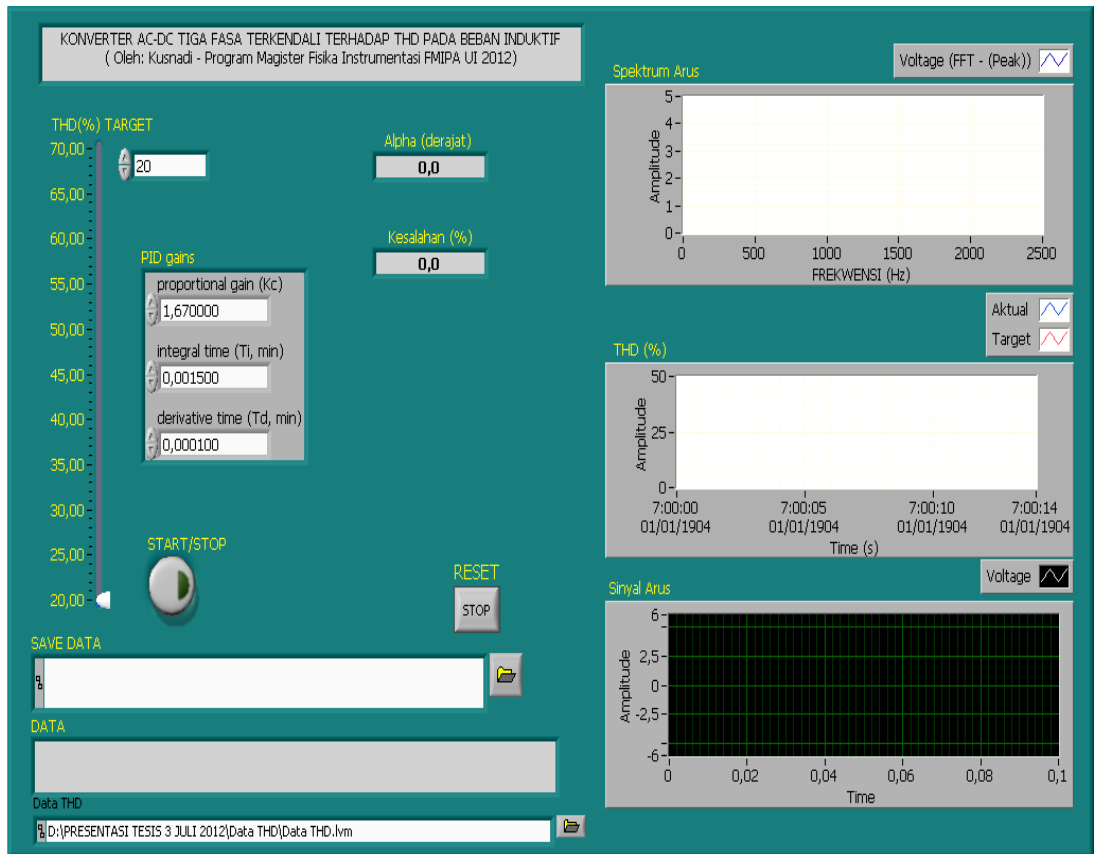 KONVERTER AC-DC TIGA FASA TERKENDALI TERHADAP THD PADA BEBAN INDUKTIF
( Oleh: Kusnadi - Program Magister Fisika Instrumentasi FMIPA UI 2012)
THD(%) TARGET
70,00
65,00
60,00
55,00
50,00
45,00
40,00
35,00
30,00
25,00
20,00
20
Alpha (derajat)
0,0
Kesalahan (%)
0,0
PID gains
proportional gain (Kc)
1,670000
integral time (Ti, min)
0,001500
derivative time (Td, min)
0,000100
START/STOP
RESET
STOP
SAVE DATA
DATA
Data THD
D:\PRESENTASI TESIS 3 JULI 2012\Data THD\Data THD.lvm
Spektrum Arus
Voltage (FFT - (Peak))
Amplitude
5
4
3
2
1
0
0 500 1000 1500 2000 2500
FREKWENSI (Hz)
Aktual
Target
THD (%)
Amplitude
50
25
0
7:00:00 7:00:05 7:00:10 7:00:14
01/01/1904 01/01/1904 01/01/1904 01/01/1904
Time (s)
Voltage
Sinyal Arus
Amplitude
6
2,5
0
-2,5
-6
0 0,02 0,04 0,06 0,08 0,1
Time